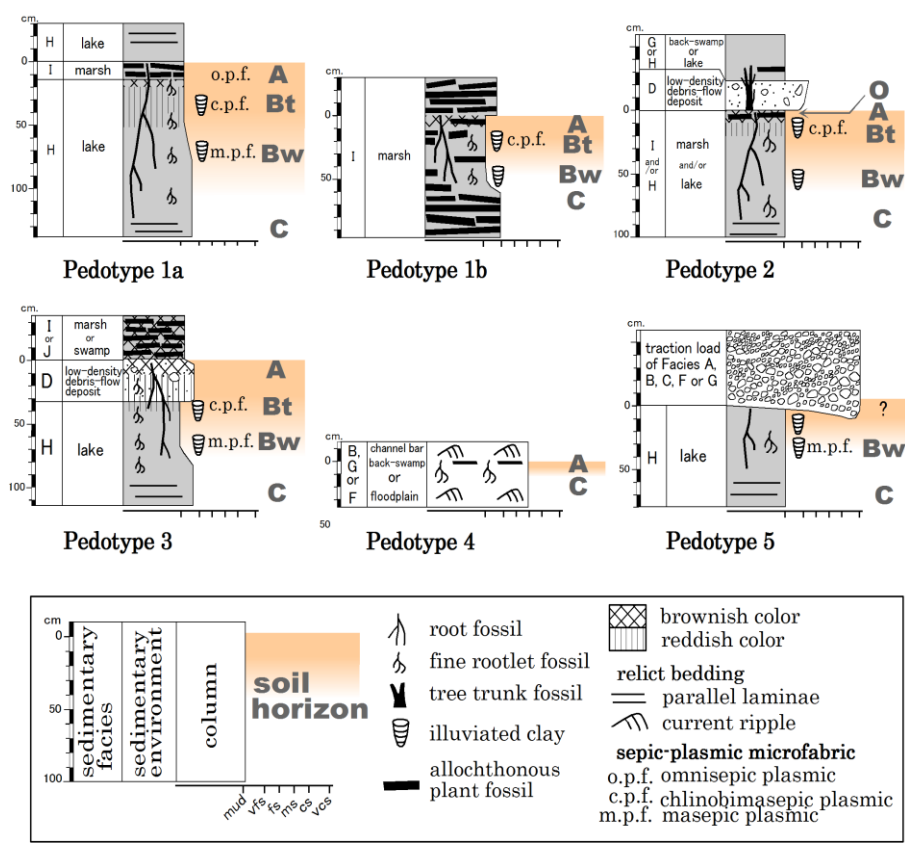 cm.
H lake
0
I marsh o.p.f. A
c.p.f. Bt
50
H lake m.p.f. Bw
100
C
Pedotype 1a
cm.
0
A
c.p.f. Bt
I marsh
50
Bw
C
Pedotype 1b
cm.
G or H back-swamp or lake
D low-density debris-flow deposit
O
0
A
c.p.f. Bt
I and/or H marsh and/or lake
50
Bw
100
C
Pedotype 2
cm.
I or J marsh or swamp
0
D low-density debris-flow deposit
A
c.p.f. Bt
50
H lake m.p.f. Bw
100
C
Pedotype 3
cm.
B, G or F channel bar back-swamp or floodplain
0
A
C
50
Pedotype 4
cm.
traction load
of Facies A,
B, C, F or G
0
?
H lake m.p.f. Bw
50
C
Pedotype 5
cm
0
50
100
sedimentary facies
sedimentary environment
column
soil
horizon
mud vfs fs ms cs vcs
root fossil
fine rootlet fossil
tree trunk fossil
illuviated clay
allochthonous
plant fossil
brownish color
reddish color
relict bedding
parallel laminae
current ripple
sepic-plasmic microfabric
o.p.f. omnisepic plasmic
c.p.f. chlinobimasepic plasmic
m.p.f. masepic plasmic